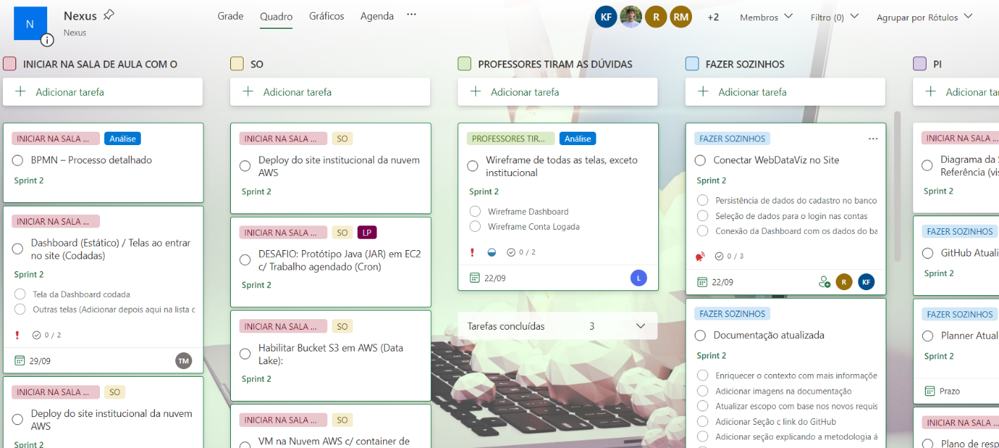 N
Nexus
Nexus
Grade
Quadro
Gráficos
Agenda
KF
R
RM
+2
Membros
Filtro (0)
Agrupar por Rótulos
INICIAR NA SALA DE AULA COM O
Adicionar tarefa
INICIAR NA SALA ...
Análise
BPMN – Processo detalhado
Sprint 2
INICIAR NA SALA ...
Dashboard (Estático) / Telas ao entrar
no site (Codadas)
Sprint 2
Tela da Dashboard codada
Outras telas (Adicionar depois aqui na lista c
0 / 2
29/09
TM
INICIAR NA SALA ...
SO
Deploy do site institucional da nuvem
AWS
Sprint 2
SO
Adicionar tarefa
INICIAR NA SALA ...
SO
Deploy do site institucional da nuvem
AWS
Sprint 2
INICIAR NA SALA ...
SO
LP
DESAFIO: Protótipo Java (JAR) em EC2
c/ Trabalho agendado (Cron)
Sprint 2
INICIAR NA SALA ...
SO
Habilitar Bucket S3 em AWS (Data
Lake):
Sprint 2
INICIAR NA SALA ...
SO
VM na Nuvem AWS c/ container de
PROFESSORES TIRAM AS DÚVIDAS
Adicionar tarefa
PROFESSORES TIR...
Análise
Wireframe de todas as telas, exceto
institucional
Sprint 2
Wireframe Dashboard
Wireframe Conta Logada
0 / 2
22/09
L
Tarefas concluídas
3
FAZER SOZINHOS
Adicionar tarefa
FAZER SOZINHOS
Conectar WebDataViz no Site
Sprint 2
Persistência de dados do cadastro no banco
Seleção de dados para o login nas contas
Conexão da Dashboard com os dados do ba
0 / 3
22/09
R
KF
FAZER SOZINHOS
Documentação atualizada
Sprint 2
Enriquecer o contexto com mais informaçõe
Adicionar imagens na documentação
Atualizar escopo com base nos novos requis
Adicionar Seção c link do GitHub
Adicionar seção explicando a metodologia á
PI
Adicionar tar
INICIAR NA SALA ...
Diagrama da
Referência (vis
Sprint 2
FAZER SOZINHOS
GitHub Atuali
Sprint 2
FAZER SOZINHOS
Planner Atual
Sprint 2
Prazo
INICIAR NA SALA ...
Plano de resp